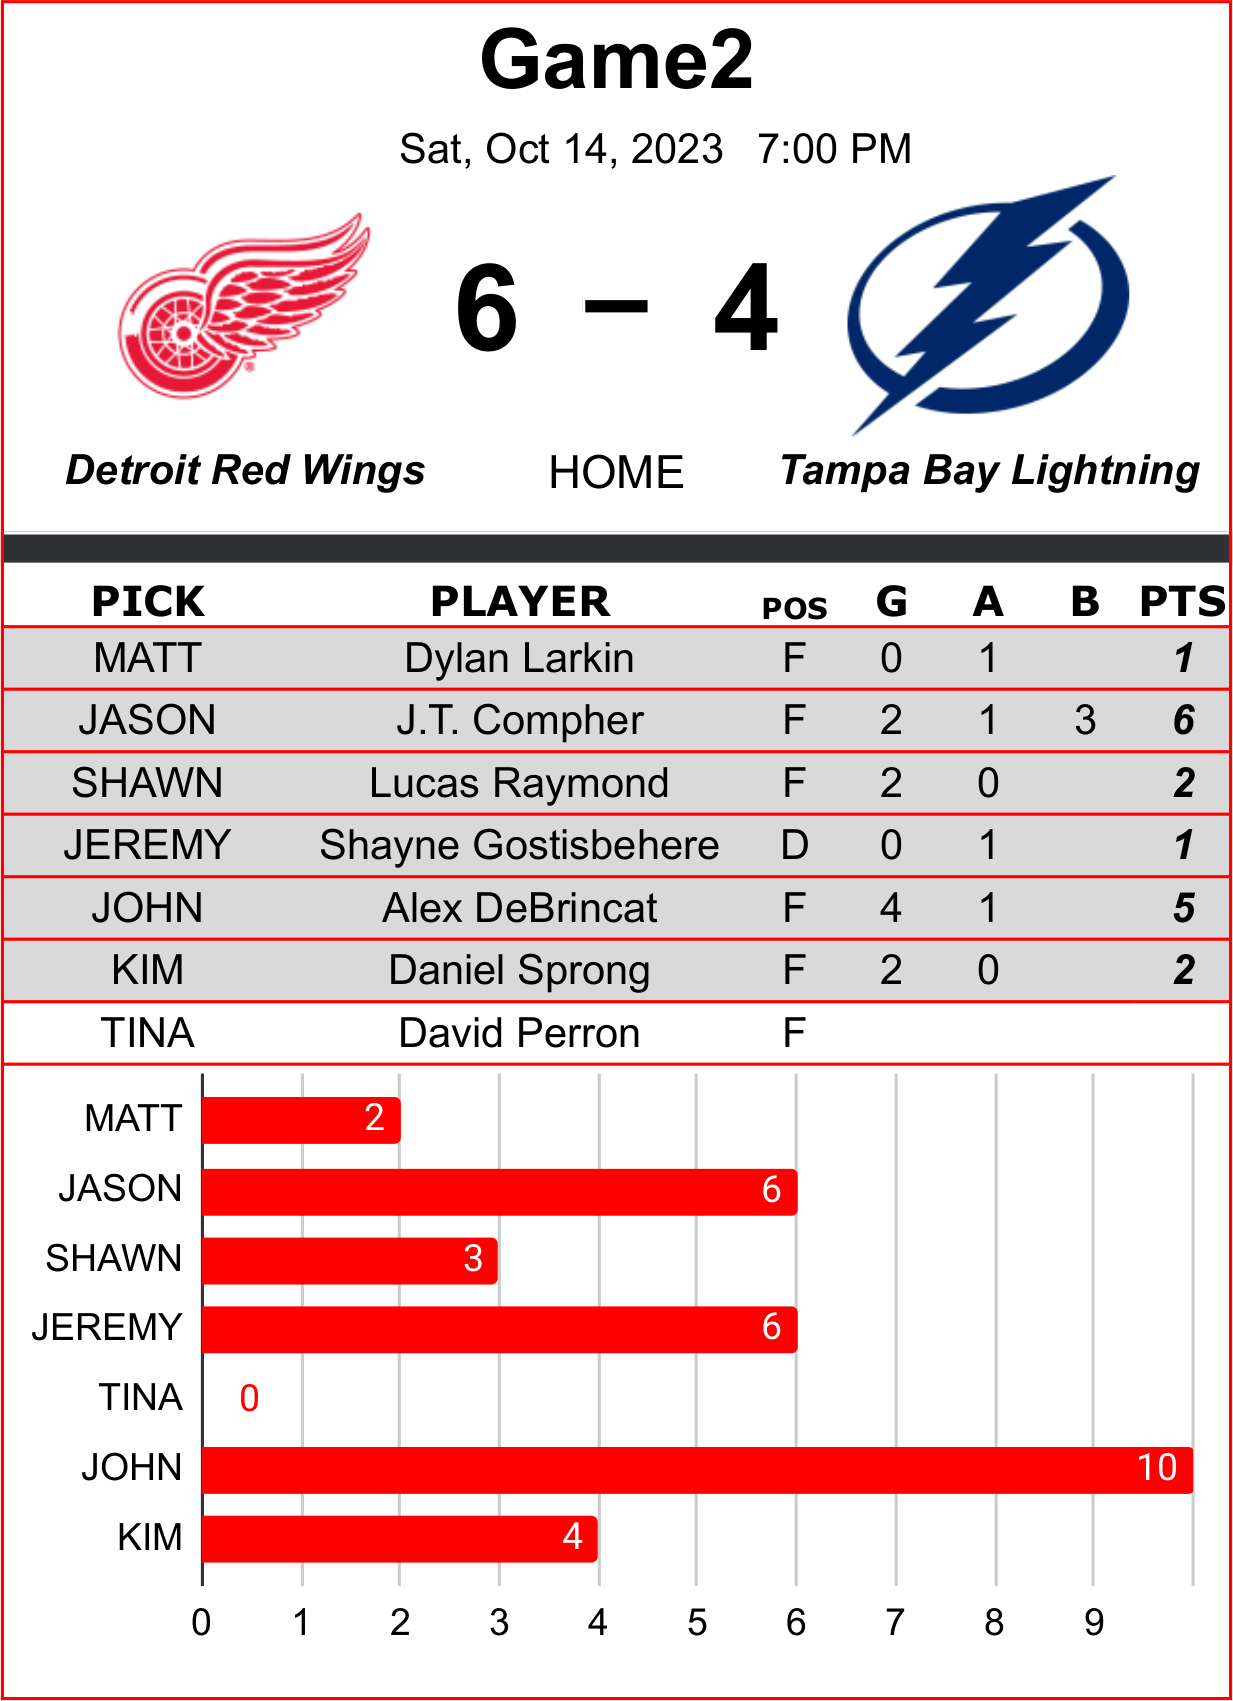 Game2
Sat, Oct 14, 2023 7:00 PM
6 – 4
Detroit Red Wings HOME Tampa Bay Lightning
PICK PLAYER POS G A B PTS
MATT Dylan Larkin F 0 1 1
JASON J.T. Compher F 2 1 3 6
SHAWN Lucas Raymond F 2 0 2
JEREMY Shayne Gostisbehere D 0 1 1
JOHN Alex DeBrincat F 4 1 5
KIM Daniel Sprong F 2 0 2
TINA David Perron F
MATT 2
JASON 6
SHAWN 3
JEREMY 6
TINA 0
JOHN 10
KIM 4
0 1 2 3 4 5 6 7 8 9